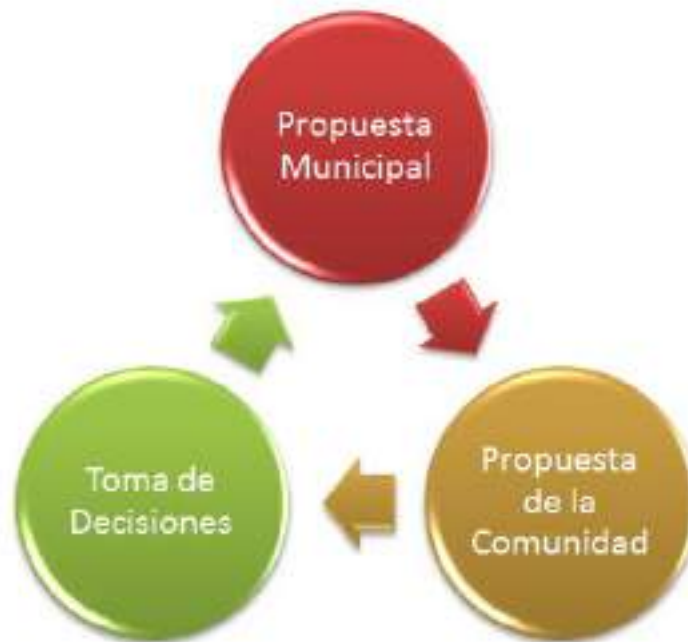 Propuesta
Municipal
Propuesta
de la
Comunidad
Toma de
Decisiones